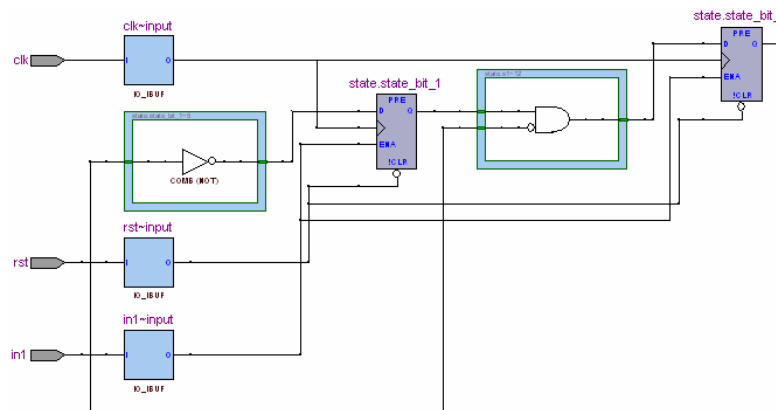 clk~input
clk
I
O
IO_IBUF
state.state_bit_1
PRE
D
Q
ENA
!CLR
state.state_bit_
PRE
D
Q
ENA
!CLR
COMB (NOT)
rst~input
rst
I
O
IO_IBUF
in1~input
in1
I
O
IO_IBUF